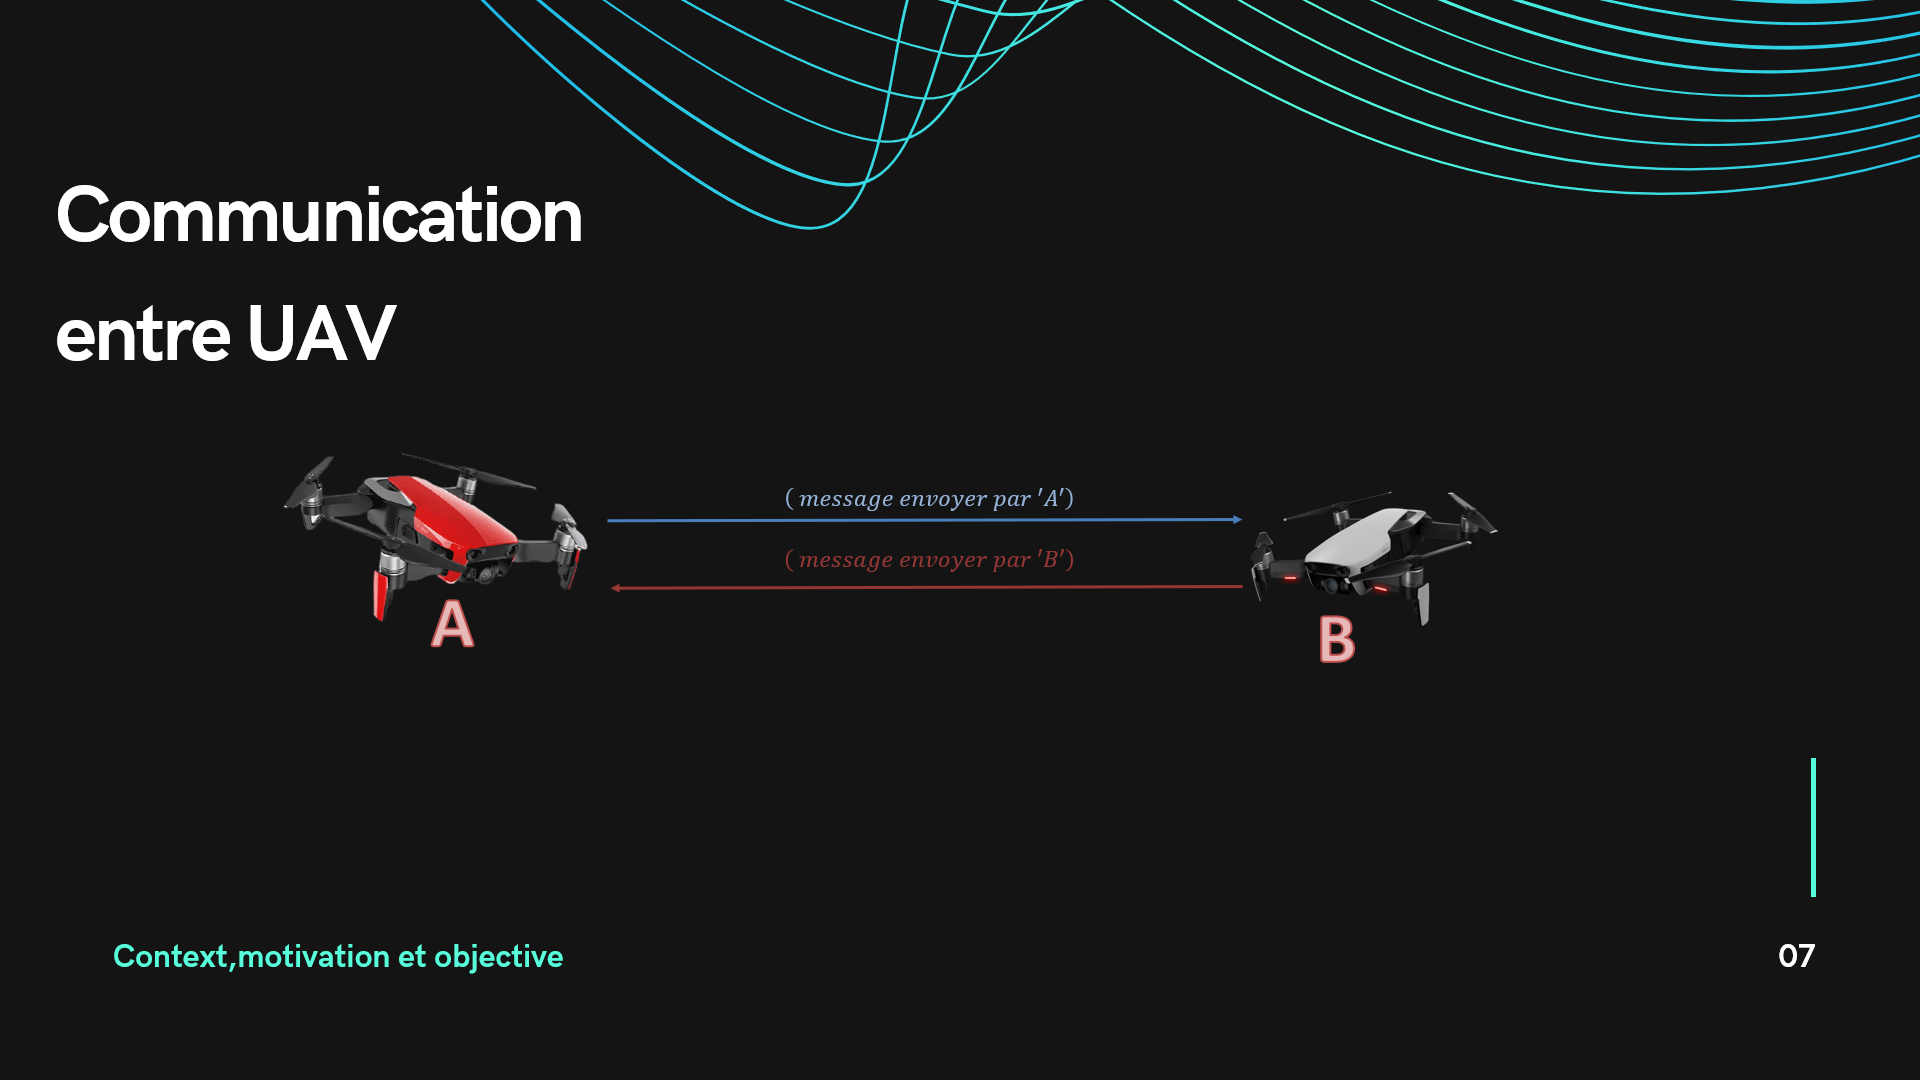 Communication
entre UAV
( message envoyer par 'A')
( message envoyer par 'B')
A
B
Context,motivation et objective
07